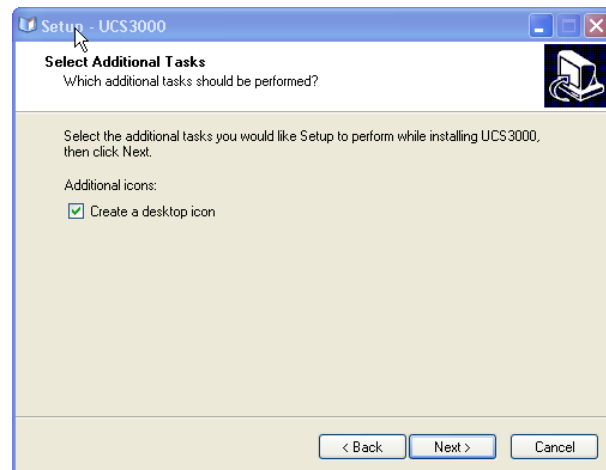 Setup - UCS3000
Select Additional Tasks
Which additional tasks should be performed?
Select the additional tasks you would like Setup to perform while installing UCS3000,
then click Next.
Additional icons:
Create a desktop icon
< Back Next > Cancel